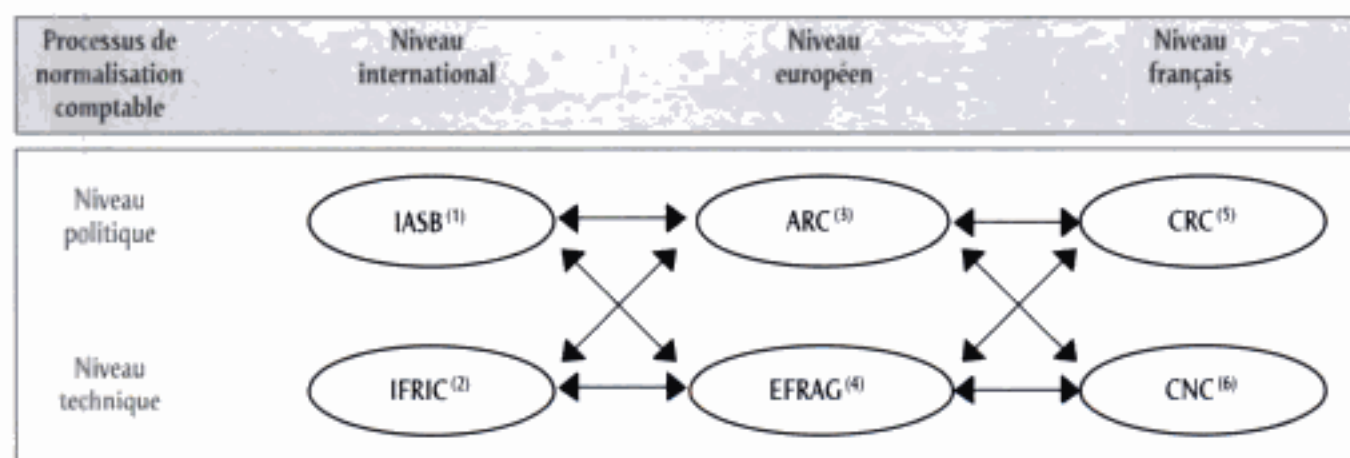 Processus de
normalisation
comptable
Niveau
international
Niveau
européen
Niveau
français
Niveau
politique
IASB (1)
ARC (3)
CRC (5)
Niveau
technique
IFRIC (2)
EFRAG (4)
CNC (6)